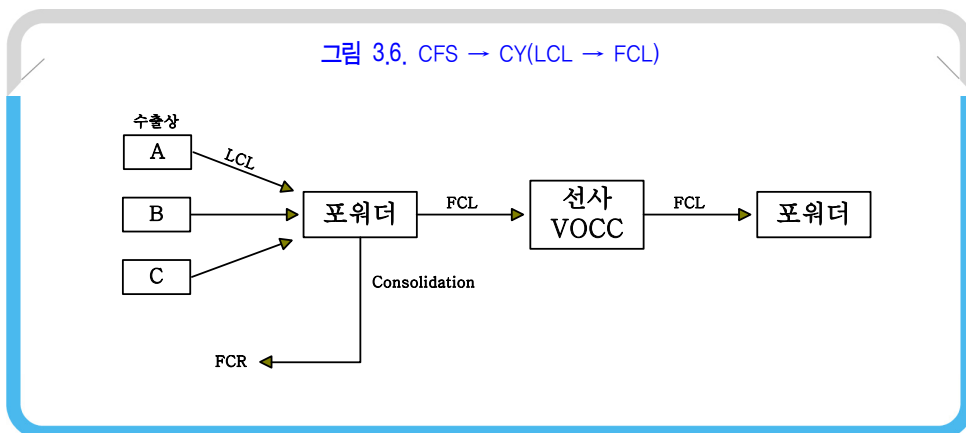 그림 3.6. CFS → CY(LCL → FCL)
수출상
A
LCL
B
C
포워더
FCL
선사
VOCC
FCL
포워더
Consolidation
FCR